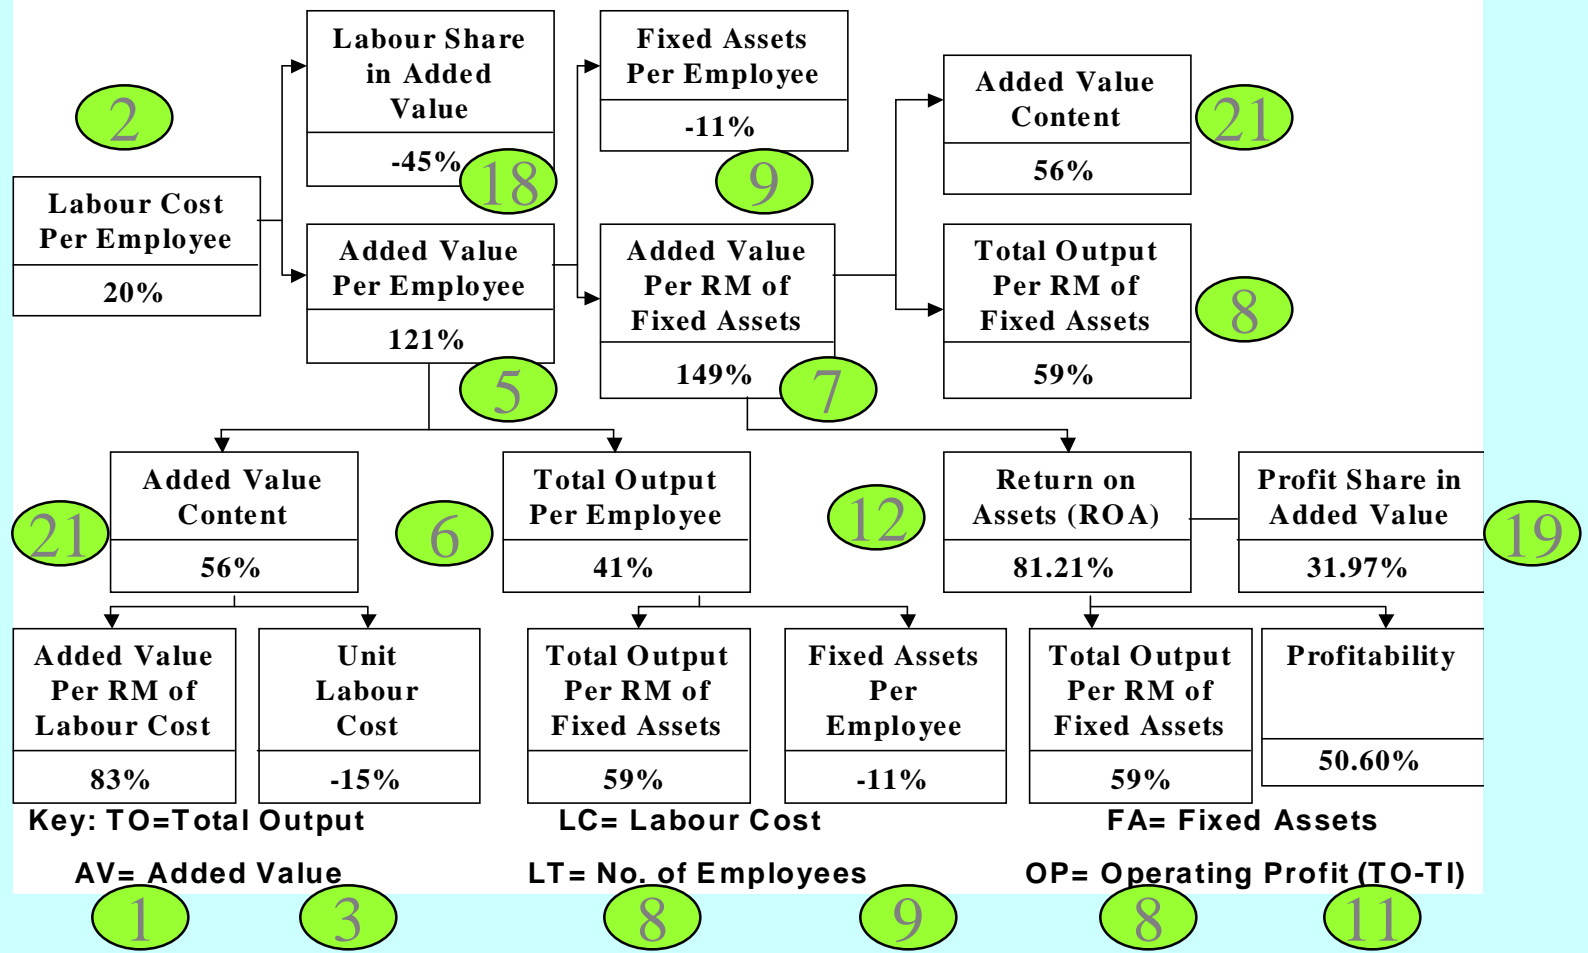 Labour Share
in Added
Value
-45%
18
Fixed Assets
Per Employee
-11%
9
Added Value
Content
56%
21
2
Labour Cost
Per Employee
20%
Added Value
Per Employee
121%
5
Added Value
Per RM of
Fixed Assets
149%
7
Total Output
Per RM of
Fixed Assets
59%
8
Added Value
Content
56%
21
Total Output
Per Employee
41%
6
Return on
Assets (ROA)
81.21%
12
Profit Share in
Added Value
31.97%
19
Added Value
Per RM of
Labour Cost
83%
Unit
Labour
Cost
-15%
Total Output
Per RM of
Fixed Assets
59%
Fixed Assets
Per
Employee
-11%
Total Output
Per RM of
Fixed Assets
59%
Profitability
50.60%
Key: TO=Total Output
LC= Labour Cost
FA= Fixed Assets
AV= Added Value
LT= No. of Employees
OP= Operating Profit (TO-TI)
1
3
8
9
8
11